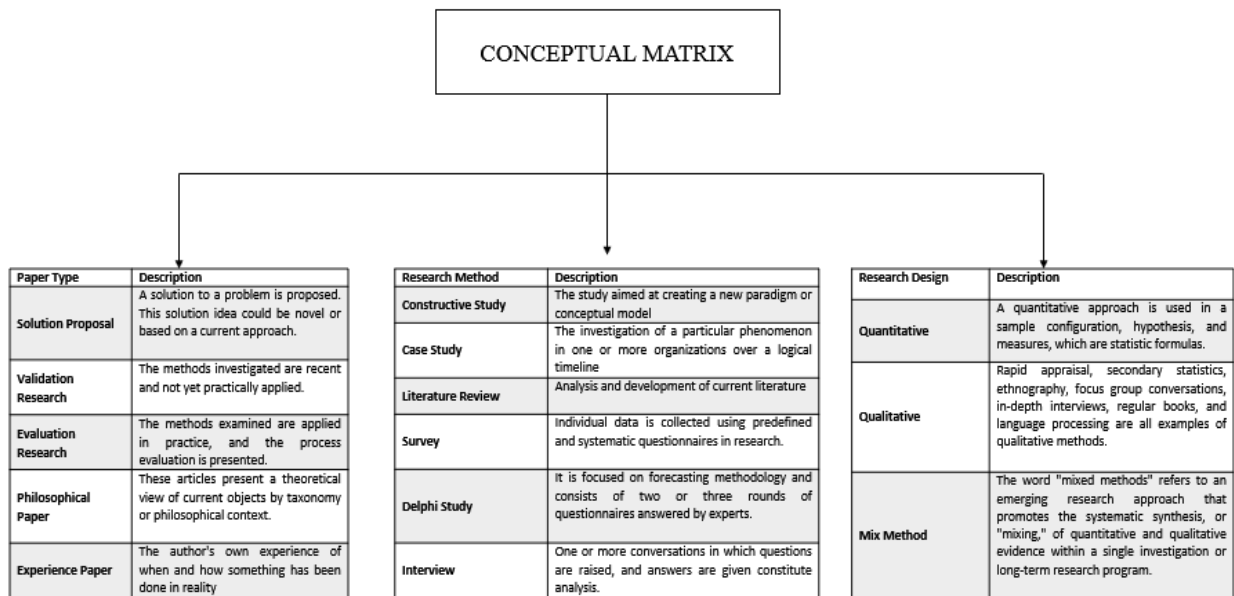 CONCEPTUAL MATRIX
Paper Type
Description
Solution Proposal
A solution to a problem is proposed.
This solution idea could be novel or
based on a current approach.
Validation
Research
The methods investigated are recent
and not yet practically applied.
Evaluation
Research
The methods examined are applied
in practice, and the process
evaluation is presented.
Philosophical
Paper
These articles present a theoretical
view of current objects by taxonomy
or philosophical context.
Experience Paper
The author's own experience of
when and how something has been
done in reality
Research Method
Description
Constructive Study
The study aimed at creating a new paradigm or
conceptual model
Case Study
The investigation of a particular phenomenon
in one or more organizations over a logical
timeline
Literature Review
Analysis and development of current literature
Survey
Individual data is collected using predefined
and systematic questionnaires in research.
Delphi Study
It is focused on forecasting methodology and
consists of two or three rounds of
questionnaires answered by experts.
Interview
One or more conversations in which questions
are raised, and answers are given constitute
analysis.
Research Design
Description
Quantitative
A quantitative approach is used in a
sample configuration, hypothesis, and
measures, which are statistic formulas.
Qualitative
Rapid appraisal, secondary statistics,
ethnography, focus group conversations,
in-depth interviews, regular books, and
language processing are all examples of
qualitative methods.
Mix Method
The word "mixed methods" refers to an
emerging research approach that
promotes the systematic synthesis, or
"mixing," of quantitative and qualitative
evidence within a single investigation or
long-term research program.